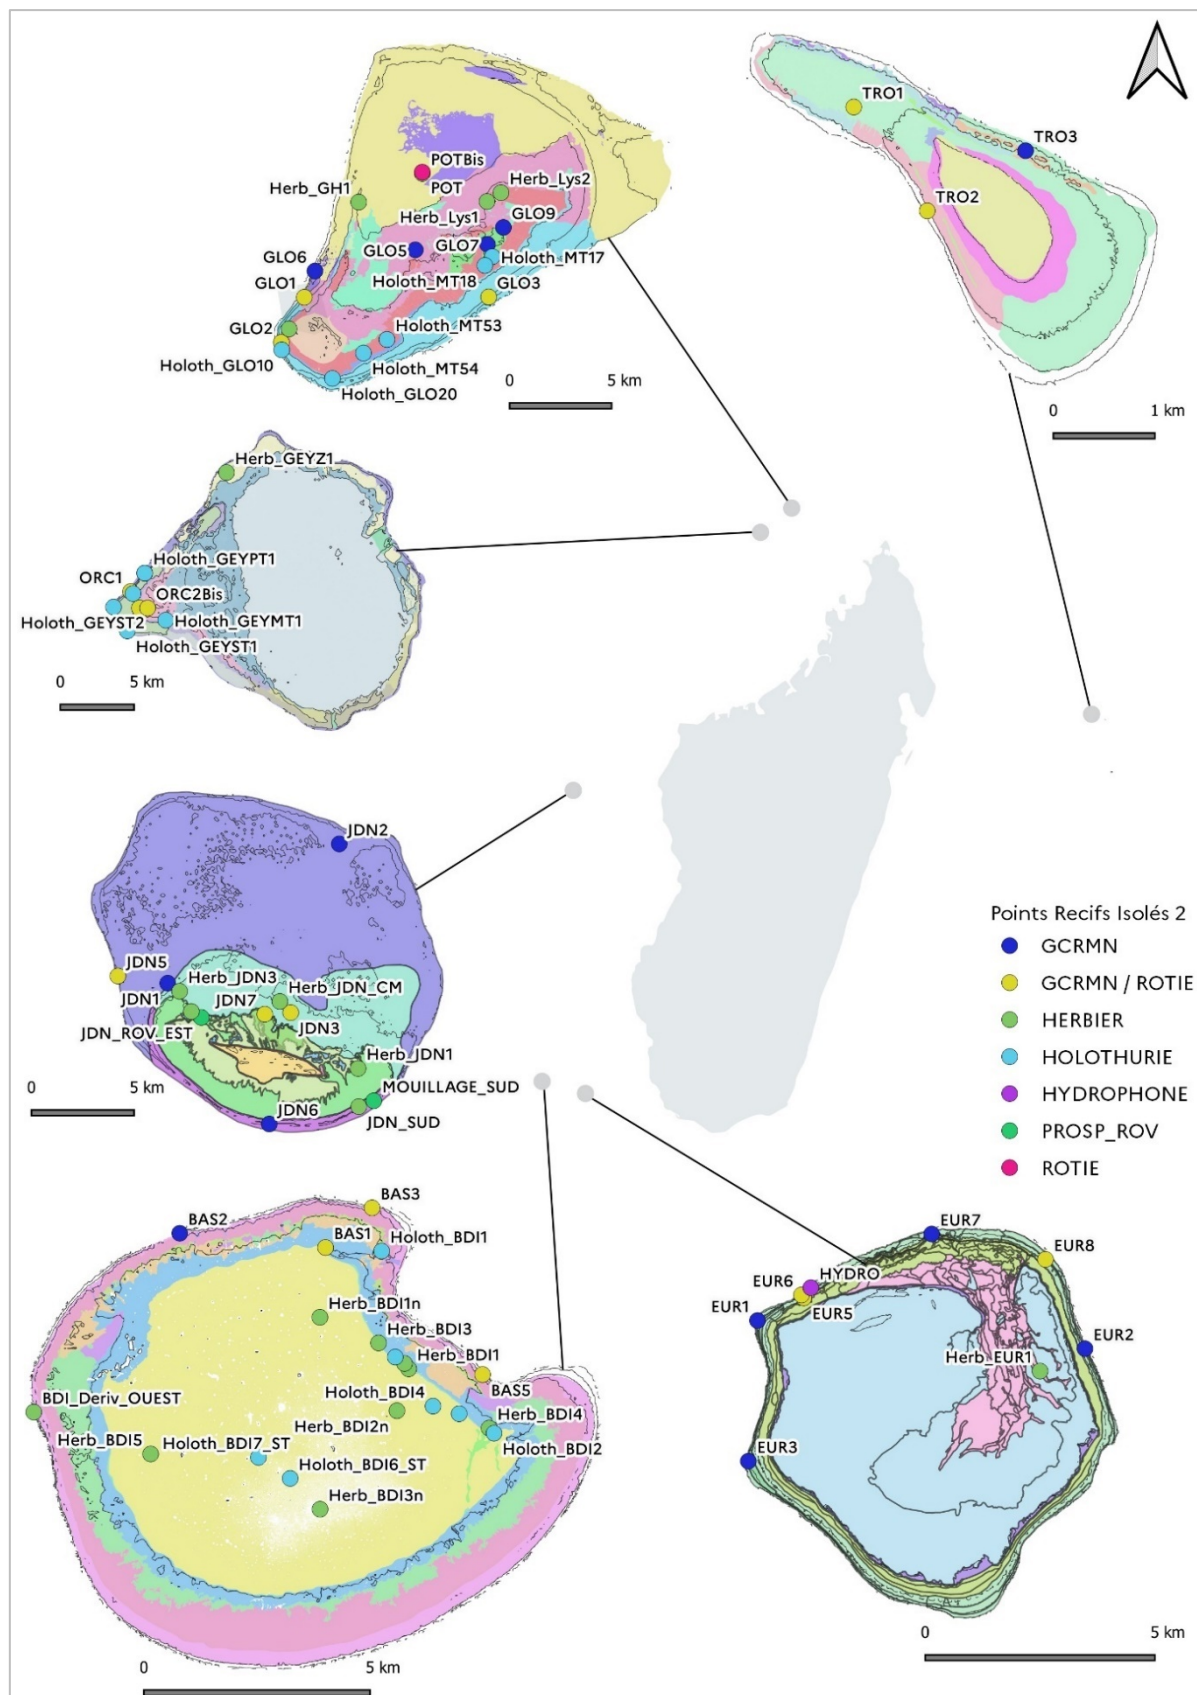 TRO1
TRO3
TRO2
0 1 km
POTBis
POT
Herb_GH1
Herb_Lys2
Herb_Lys1
GLO9
GLO5
GLO7
Holoth_MT17
GLO6
Holoth_MT18
GLO3
GLO1
GLO2
Holoth_MT53
Holoth_GLO10
Holoth_MT54
Holoth_GLO20
0 5 km
Herb_GEYZ1
Holoth_GEYPT1
ORC1
ORC2Bis
Holoth_GEYST2
Holoth_GEYMT1
Holoth_GEYST1
0 5 km
JDN2
JDN5
Herb_JDN3
Herb_JDN_CM
JDN1
JDN7
JDN3
JDN_ROV_EST
Herb_JDN1
MOUILLAGE_SUD
JDN6
JDN_SUD
0 5 km
Points Recifs Isolés 2
GCRMN
GCRMN / ROTIE
HERBIER
HOLOTHURIE
HYDROPHONE
PROSP_ROV
ROTIE
BAS3
BAS2
BAS1
Holoth_BDI1
Herb_BDI1n
Herb_BDI3
Herb_BDI1
BAS5
Holoth_BDI4
BDI_Deriv_OUEST
Herb_BDI2n
Herb_BDI4
Herb_BDI5
Holoth_BDI7_ST
Holoth_BDI2
Holoth_BDI6_ST
Herb_BDI3n
0 5 km
EUR7
EUR8
EUR6
HYDRO
EUR1
EUR5
EUR2
Herb_EUR1
EUR3
0 5 km